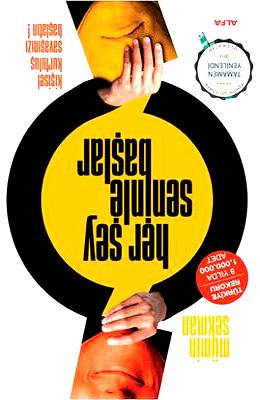 mümin
sekman
TÜRKİYE
REKORU
8 YILDA
1.000.000
ADET
her şey
seninle
başlar
kişisel
kurtuluş
savaşınızı
başlatın!
TAMAMEN
YENİLENDİ
ALFA